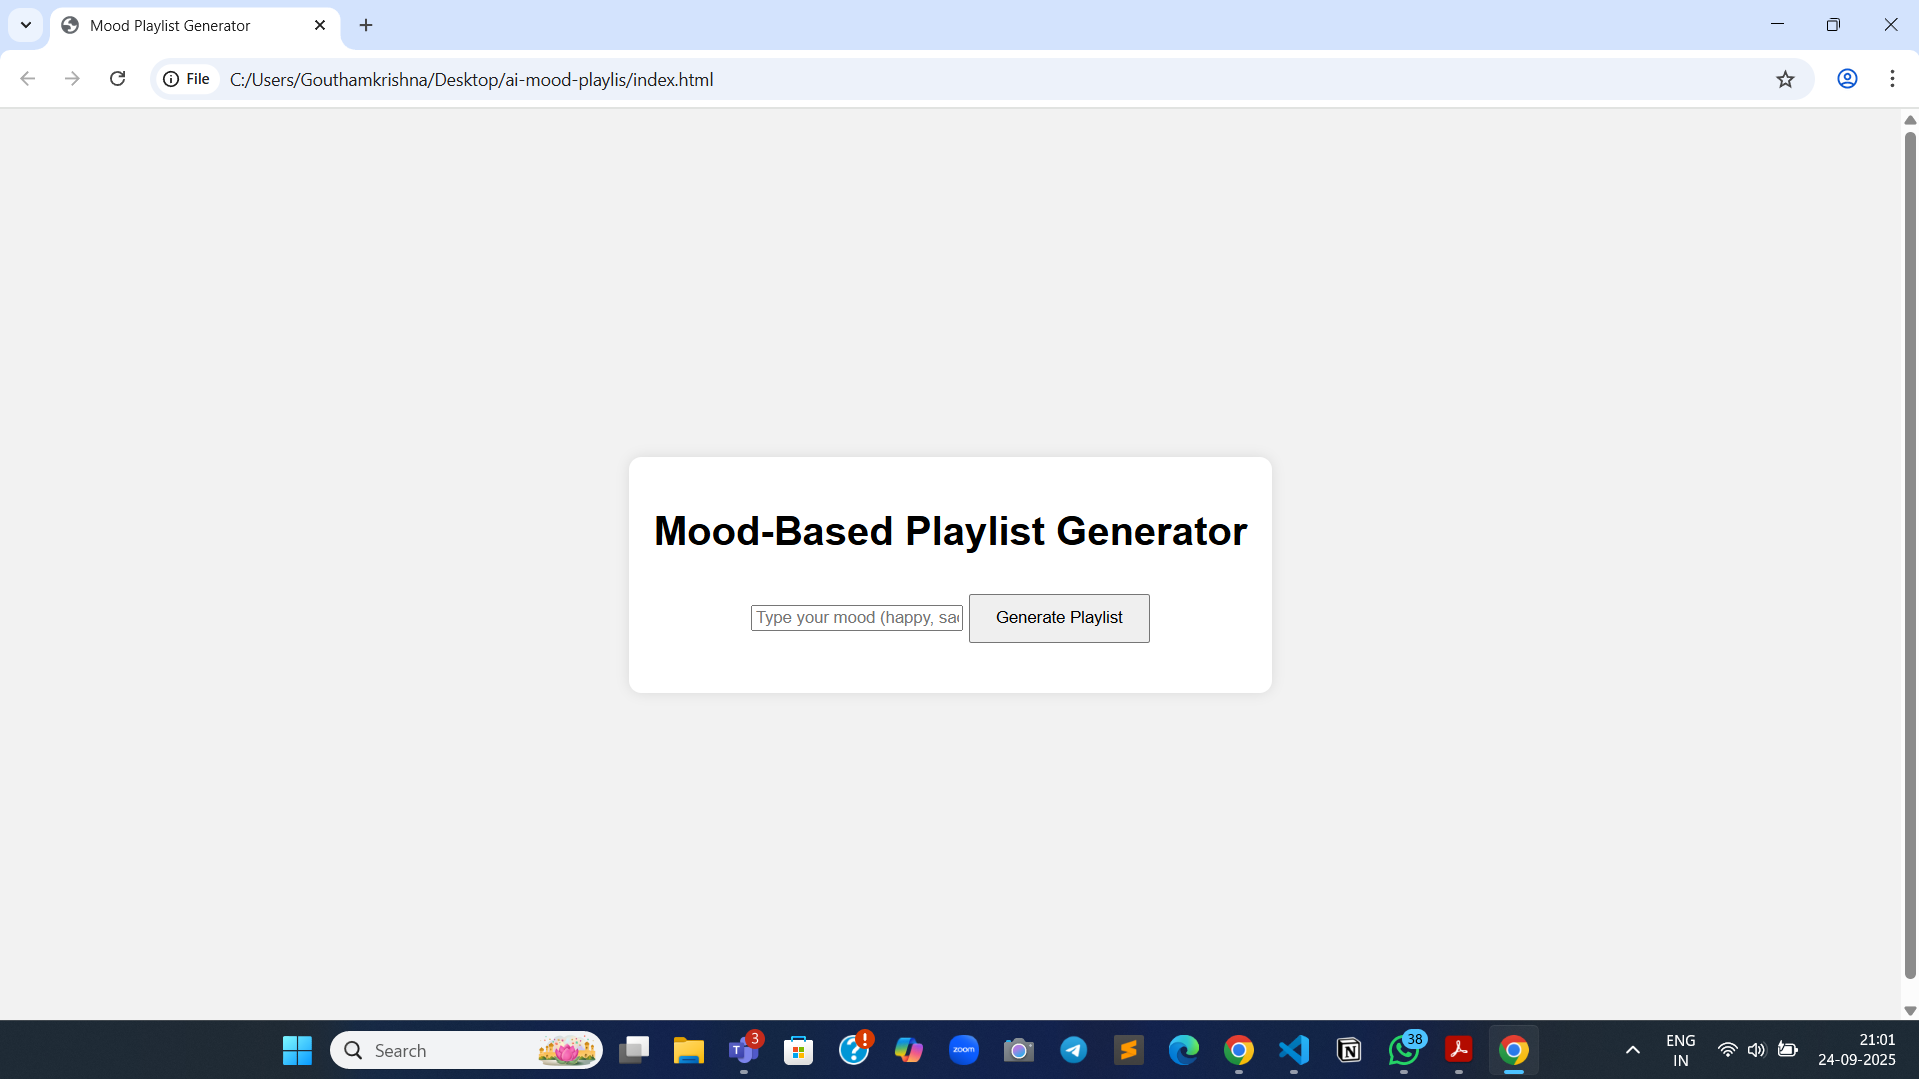 Mood Playlist Generator
File
C:/Users/Gouthamkrishna/Desktop/ai-mood-playlis/index.html
Mood-Based Playlist Generator
Type your mood (happy, sa
Generate Playlist
Search
3
zoom
38
ENG
IN
21:01
24-09-2025